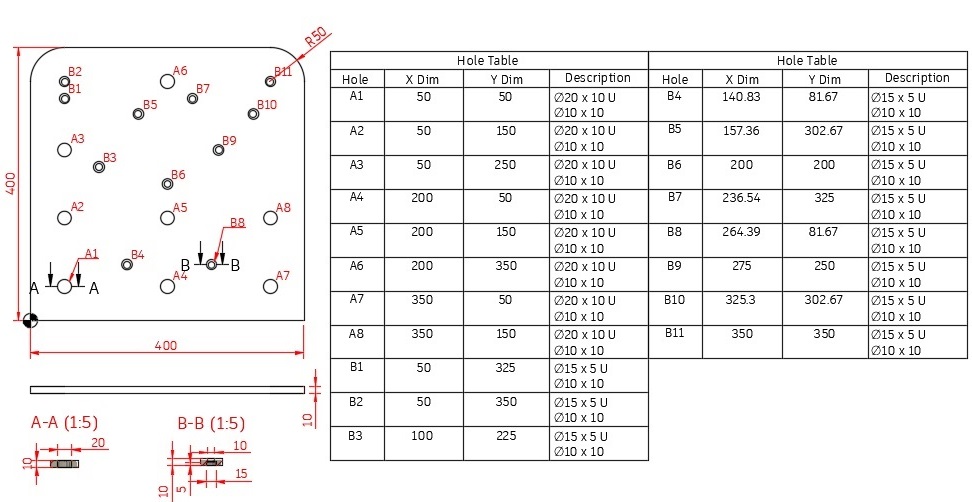 R50
B2
A6
B11
B1
B7
B5
B10
A3
B9
B3
B6
400
A2
A5
A8
B8
A1
B4
B B
A4
A7
A A
400
10
A-A (1:5)
20
10
B-B (1:5)
10
10
5
15
Hole Table
Hole X Dim Y Dim Description
A1 50 50 ∅20 x 10 U
∅10 x 10
A2 50 150 ∅20 x 10 U
∅10 x 10
A3 50 250 ∅20 x 10 U
∅10 x 10
A4 200 50 ∅20 x 10 U
∅10 x 10
A5 200 150 ∅20 x 10 U
∅10 x 10
A6 200 350 ∅20 x 10 U
∅10 x 10
A7 350 50 ∅20 x 10 U
∅10 x 10
A8 350 150 ∅20 x 10 U
∅10 x 10
B1 50 325 ∅15 x 5 U
∅10 x 10
B2 50 350 ∅15 x 5 U
∅10 x 10
B3 100 225 ∅15 x 5 U
∅10 x 10
Hole Table
Hole X Dim Y Dim Description
B4 140.83 81.67 ∅15 x 5 U
∅10 x 10
B5 157.36 302.67 ∅15 x 5 U
∅10 x 10
B6 200 200 ∅15 x 5 U
∅10 x 10
B7 236.54 325 ∅15 x 5 U
∅10 x 10
B8 264.39 81.67 ∅15 x 5 U
∅10 x 10
B9 275 250 ∅15 x 5 U
∅10 x 10
B10 325.3 302.67 ∅15 x 5 U
∅10 x 10
B11 350 350 ∅15 x 5 U
∅10 x 10